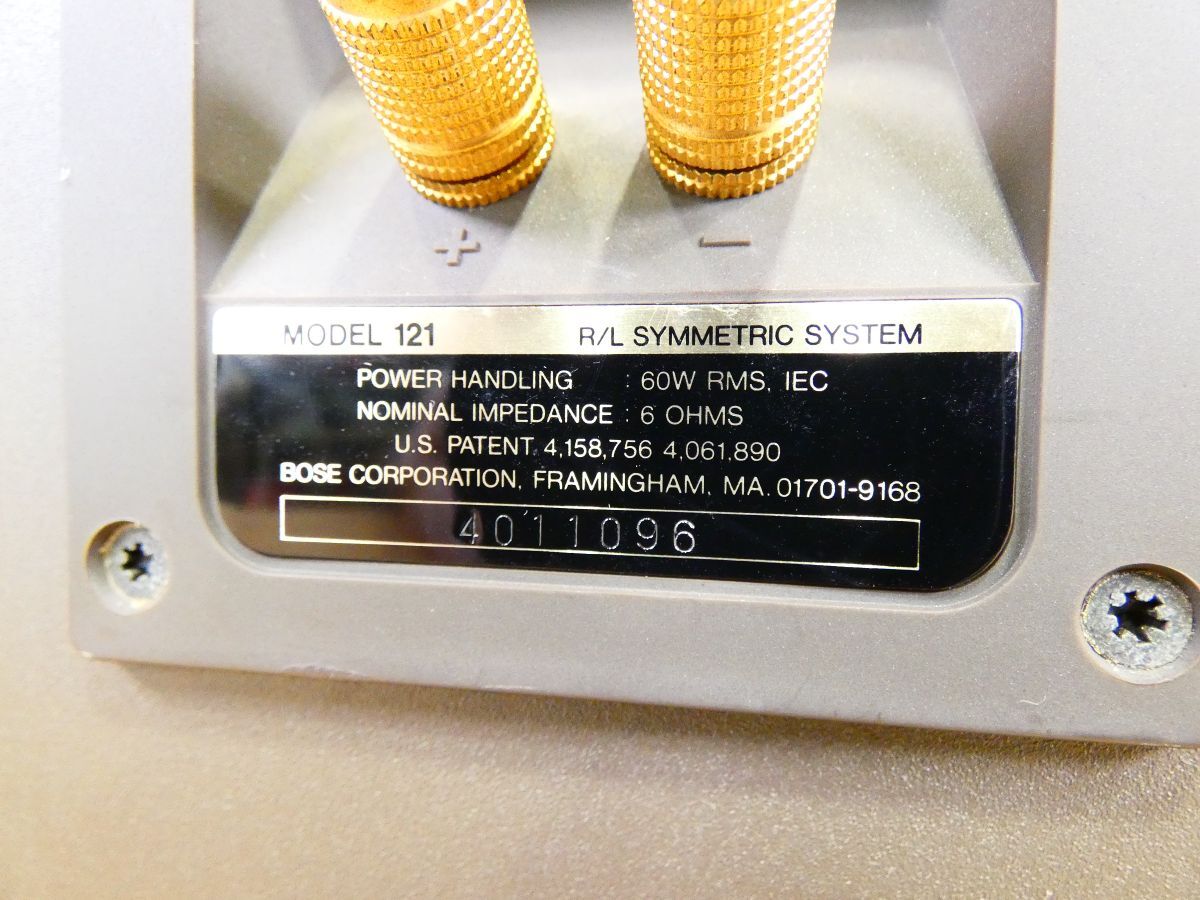 + −
MODEL 121 R/L SYMMETRIC SYSTEM
POWER HANDLING : 60W RMS, IEC
NOMINAL IMPEDANCE : 6 OHMS
U.S. PATENT 4,158,756 4,061,890
BOSE CORPORATION, FRAMINGHAM, MA. 01701-9168
4011096